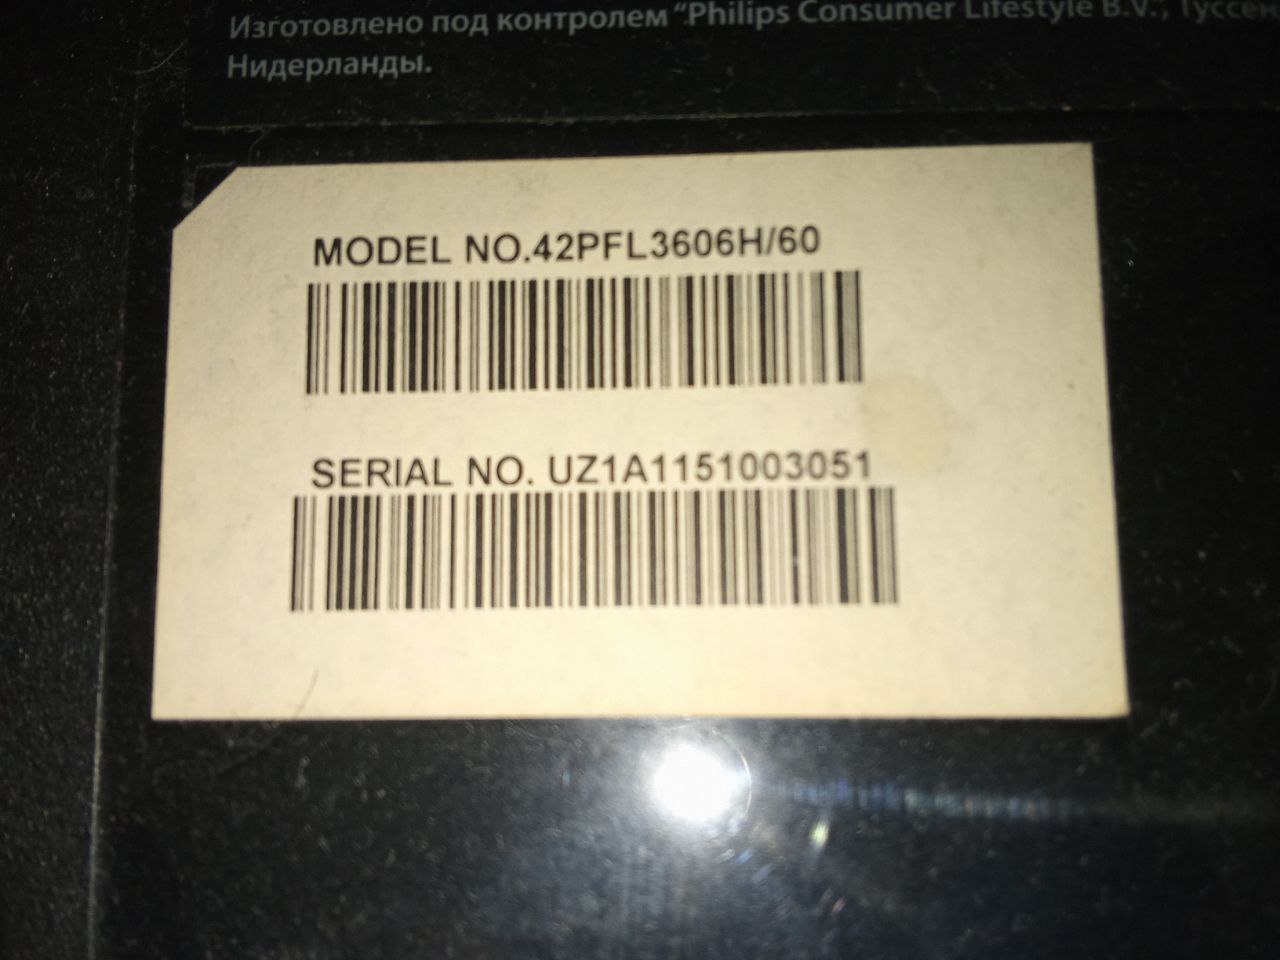 Изготовлено под контролем “Philips Consumer Lifestyle B.V.”,
Нидерланды.
MODEL NO.42PFL3606H/60
SERIAL NO. UZ1A1151003051